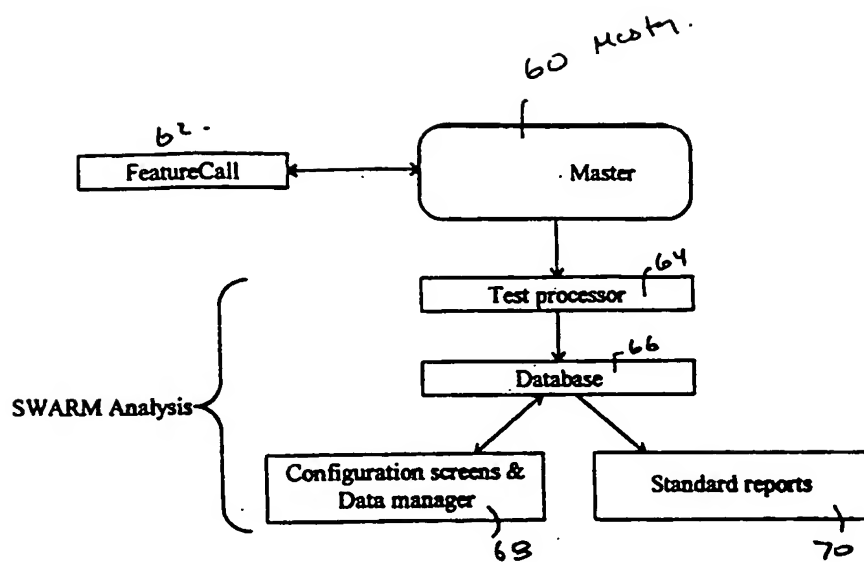 60 Master.
62.
FeatureCall
Master
64
Test processor
66
Database
SWARM Analysis
Configuration screens &
Data manager
Standard reports
68
70